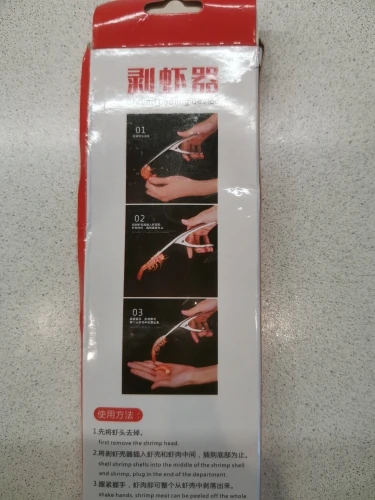 剥虾器
01
02
03
使用方法：
1.先将虾头去掉。
first remove the shrimp head.
2.将剥虾壳器插入虾壳和虾肉中间，插到底部为止。
shell shrimp shells into the middle of the shrimp shell
and shrimp, plug in the end of the department.
3.握紧握手，虾肉即可整个从虾壳中剥落出来。
shake hands, shrimp meat can be peeled off the whole